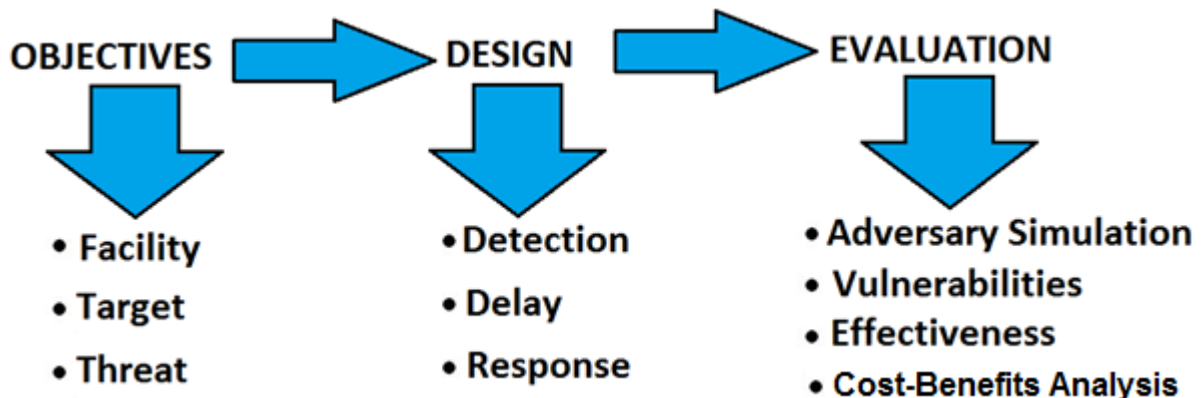 OBJECTIVES
DESIGN
EVALUATION
• Facility
• Target
• Threat
• Detection
• Delay
• Response
• Adversary Simulation
• Vulnerabilities
• Effectiveness
• Cost-Benefits Analysis